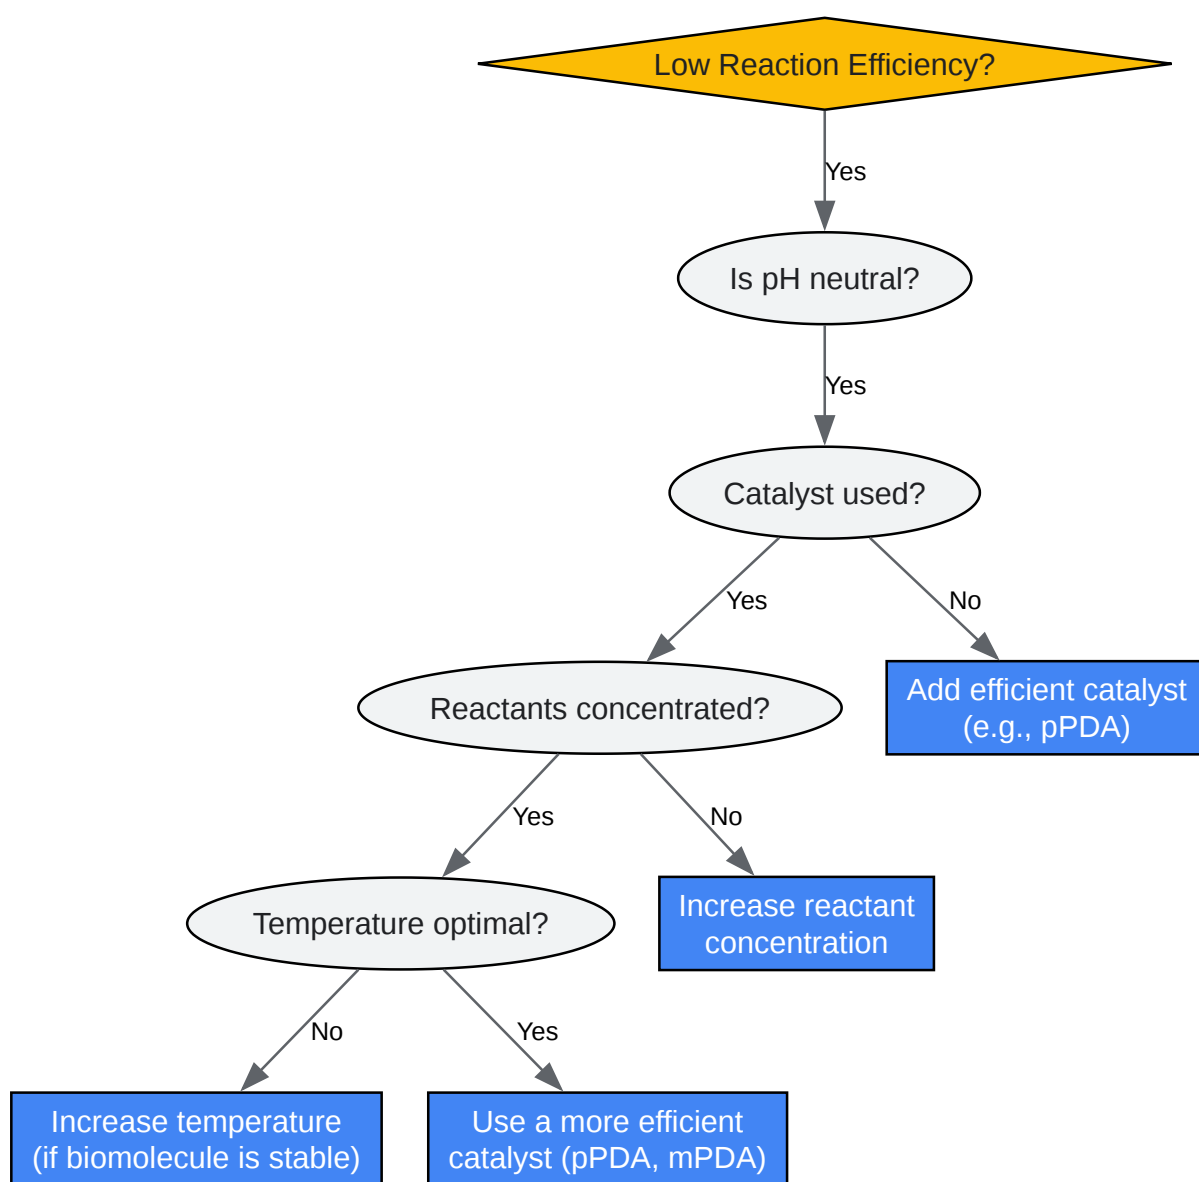 Low Reaction Efficiency?
Yes
Is pH neutral?
Yes
Catalyst used?
Yes
No
Reactants concentrated?
Add efficient catalyst
(e.g., pPDA)
Yes
No
Temperature optimal?
Increase reactant
concentration
No
Yes
Increase temperature
(if biomolecule is stable)
Use a more efficient
catalyst (pPDA, mPDA)